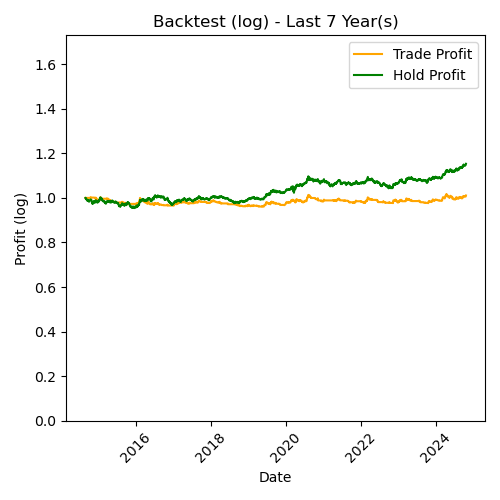 Backtest (log) - Last 7 Year(s)
Trade Profit
Hold Profit
Profit (log)
1.6
1.4
1.2
1.0
0.8
0.6
0.4
0.2
0.0
2016
2018
2020
2022
2024
Date